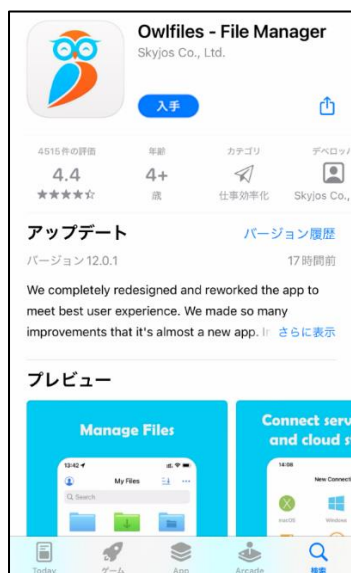 Owlfiles - File Manager
Skyjos Co., Ltd.
入手
4515件の評価
年齢
カテゴリ
デベロッパ
4.4
4+
★★★★☆
歳
仕事効率化
Skyjos Co.,
アップデート
バージョン履歴
バージョン 12.0.1
17時間前
We completely redesigned and reworked the app to
meet best user experience. We made so many
improvements that it's almost a new app. In さらに表示
プレビュー
Manage Files
Connect serv
and cloud st
13:42
My Files
Search
14:08
New Connect
macOS
Windows
Today
ゲーム
App
Arcade
検索